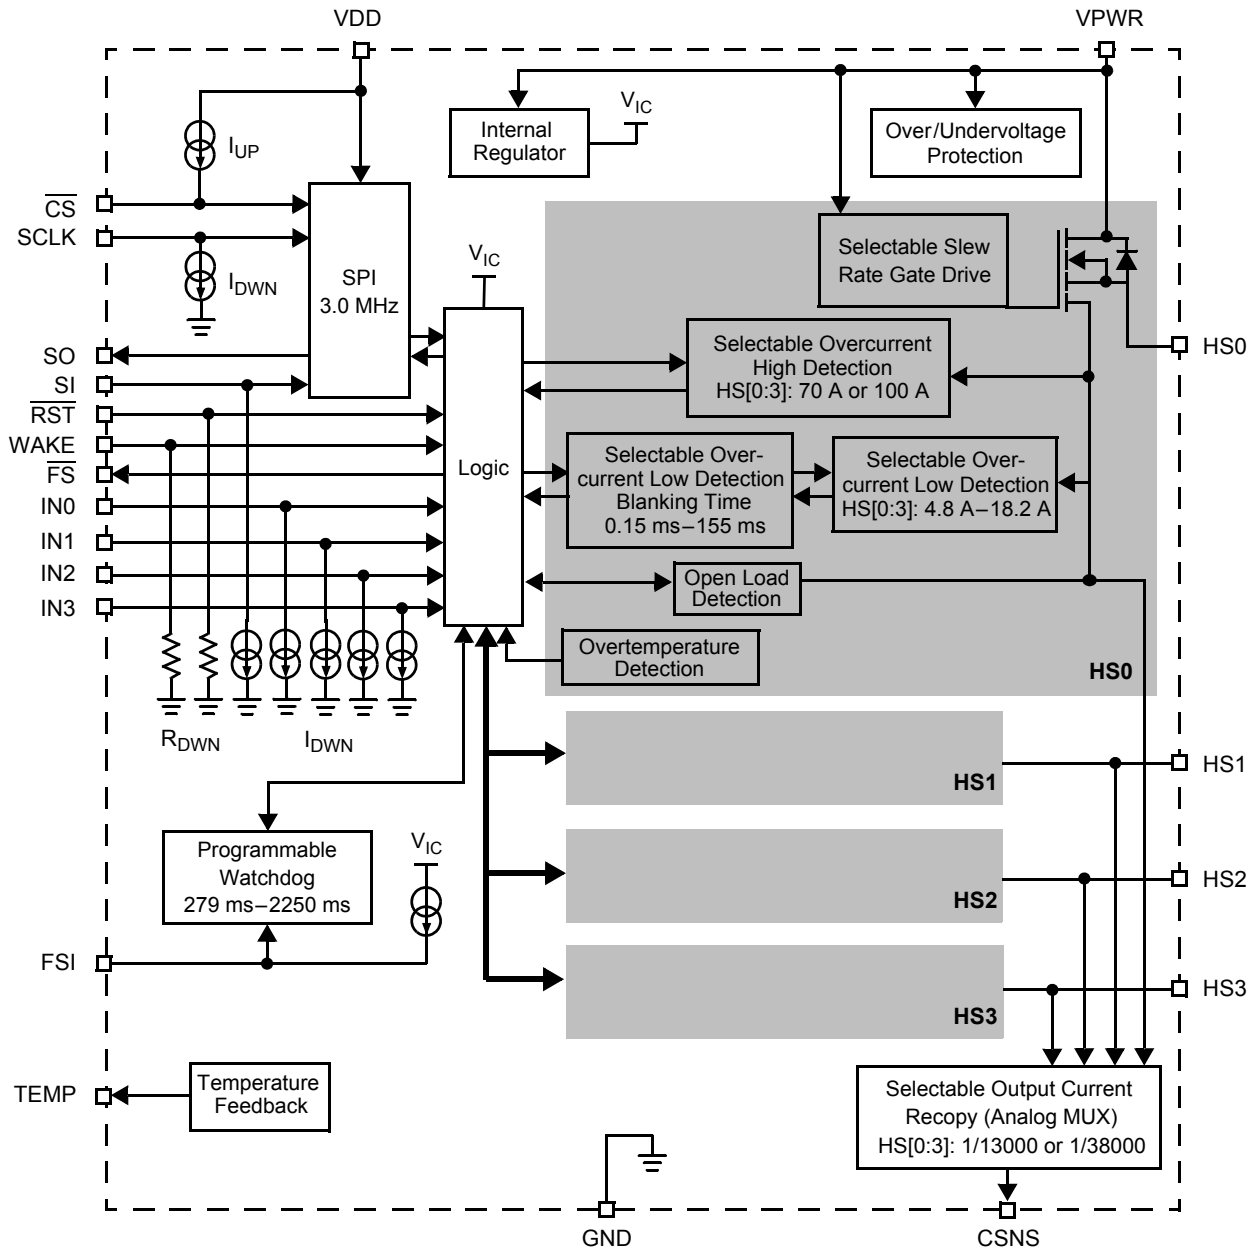 VDD
VPWR
VIC
Internal
Regulator
Over/Undervoltage
Protection
IUP
CS
SCLK
IDWN
SPI
3.0 MHz
VIC
Selectable Slew
Rate Gate Drive
SO
SI
RST
WAKE
FS
IN0
IN1
IN2
IN3
Logic
Selectable Overcurrent
High Detection
HS[0:3]: 70 A or 100 A
HS0
Selectable Over-
current Low Detection
Blanking Time
0.15 ms–155 ms
Selectable Over-
current Low Detection
HS[0:3]: 4.8 A–18.2 A
Open Load
Detection
Overtemperature
Detection
HS0
RDWN
IDWN
HS1
HS1
Programmable
Watchdog
279 ms–2250 ms
VIC
HS2
HS2
FSI
HS3
HS3
TEMP
Temperature
Feedback
Selectable Output Current
Recopy (Analog MUX)
HS[0:3]: 1/13000 or 1/38000
GND
CSNS